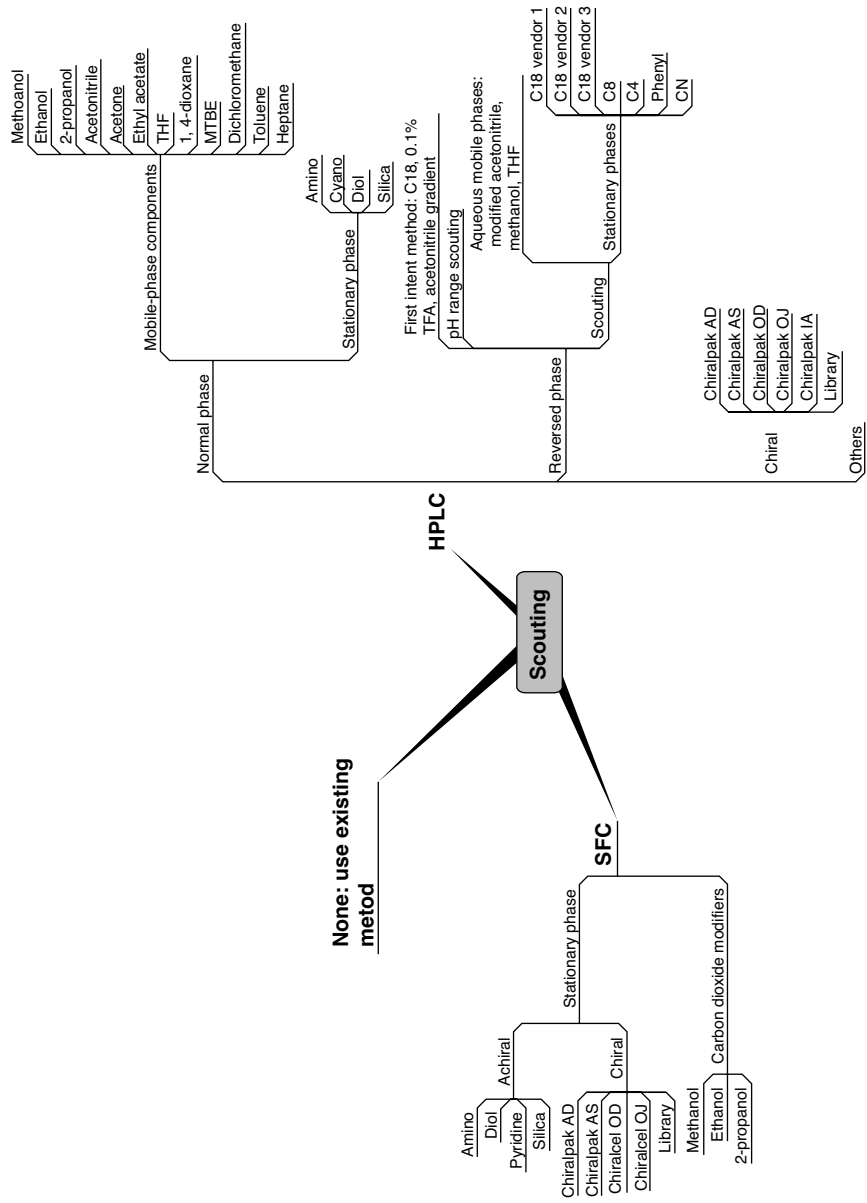 Scouting
None: use existing
metod
HPLC
Normal phase
Mobile-phase components
Methoanol
Ethanol
2-propanol
Acetonitrile
Acetone
Ethyl acetate
THF
1, 4-dioxane
MTBE
Dichloromethane
Toluene
Heptane
Stationary phase
Amino
Cyano
Diol
Silica
Reversed phase
First intent method: C18, 0.1%
TFA, acetonitrile gradient
pH range scouting
Scouting
Aqueous mobile phases:
modified acetonitrile,
methanol, THF
Stationary phases
C18 vendor 1
C18 vendor 2
C18 vendor 3
C8
C4
Phenyl
CN
Chiral
Chiralpak AD
Chiralpak AS
Chiralpak OD
Chiralpak OJ
Chiralpak IA
Library
Others
SFC
Stationary phase
Achiral
Amino
Diol
Pyridine
Silica
Chiral
Chiralpak AD
Chiralpak AS
Chiralcel OD
Chiralcel OJ
Library
Carbon dioxide modifiers
Methanol
Ethanol
2-propanol